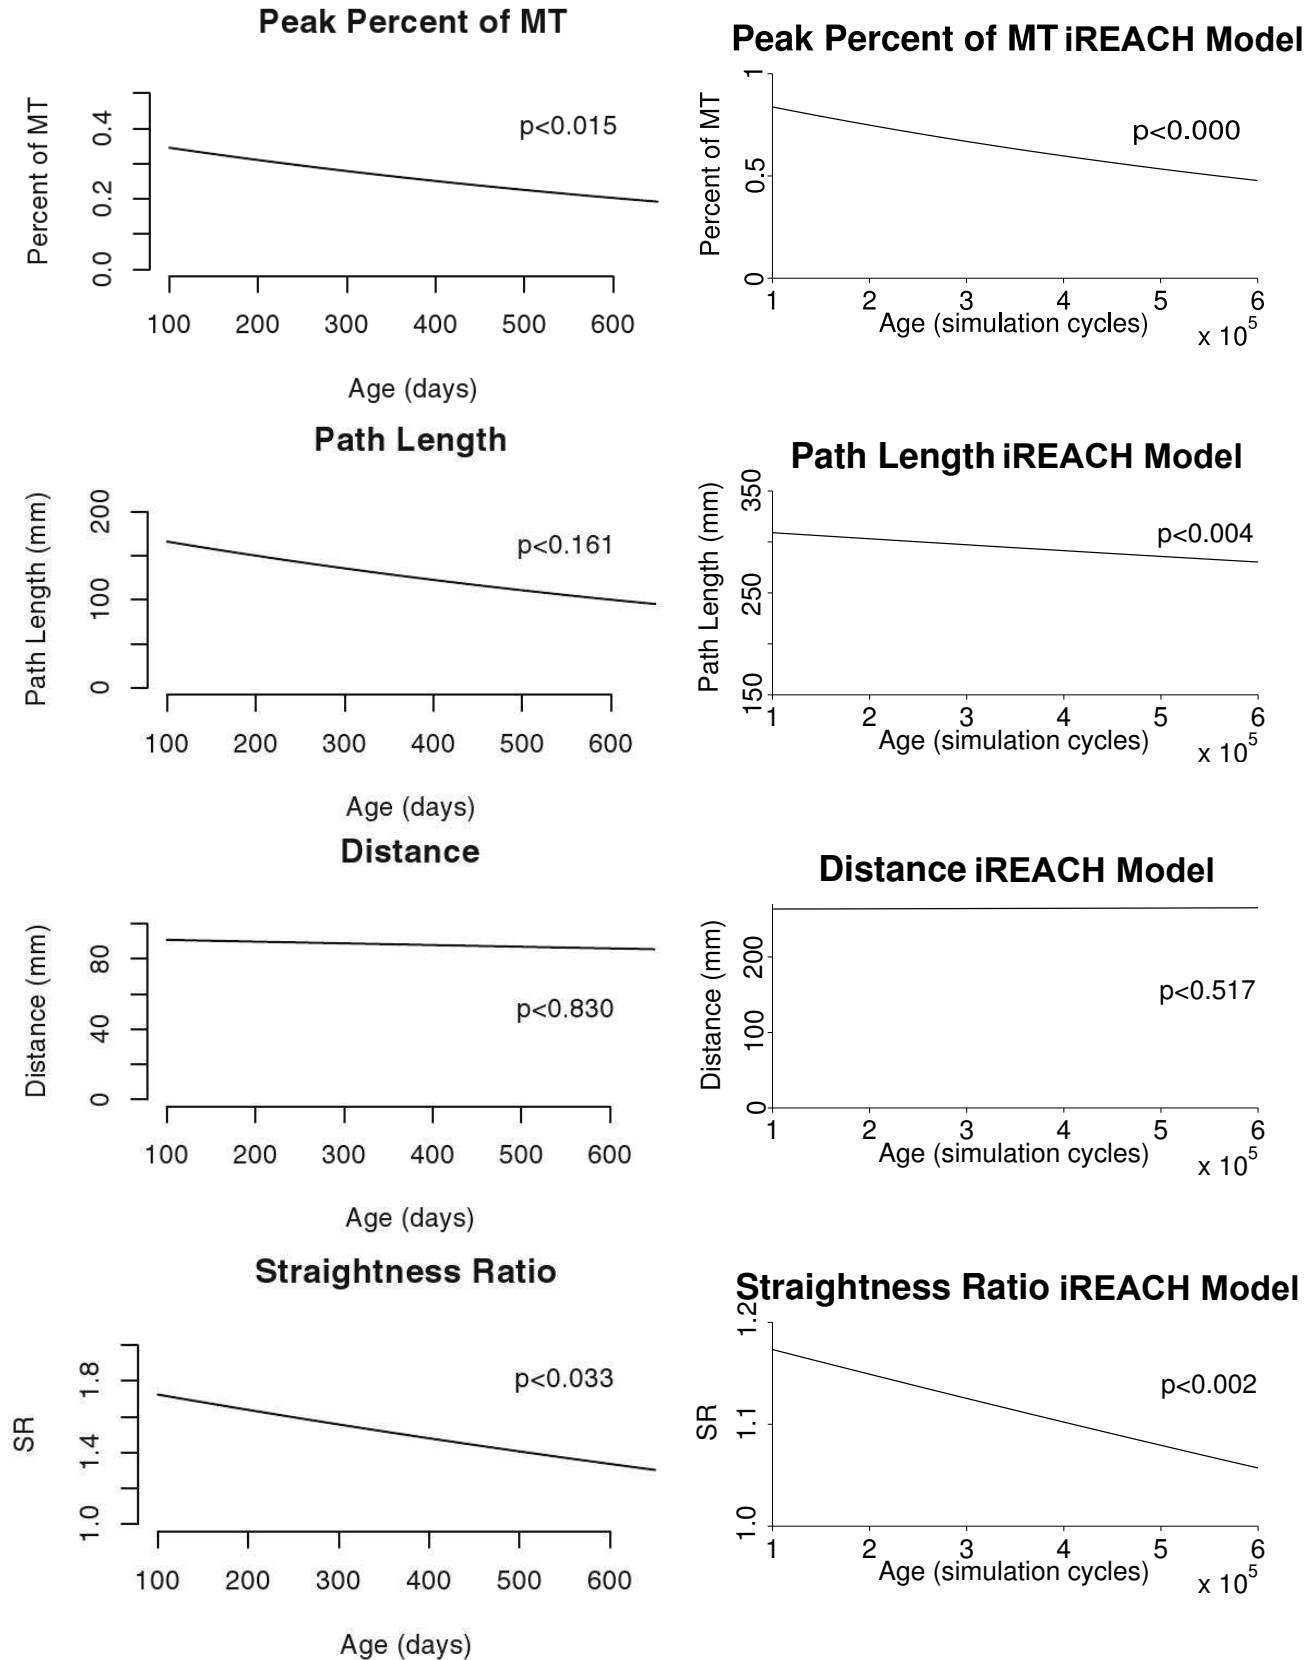 Peak Percent of MT
Percent of MT
0.4
0.2
0.0
p<0.015
100 200 300 400 500 600
Age (days)
Peak Percent of MT iREACH Model
Percent of MT
1
0.5
0
p<0.000
1 2 3 4 5 6
Age (simulation cycles)
x 10^5
Path Length
Path Length (mm)
200
100
0
p<0.161
100 200 300 400 500 600
Age (days)
Path Length iREACH Model
Path Length (mm)
350
250
150
p<0.004
1 2 3 4 5 6
Age (simulation cycles)
x 10^5
Distance
Distance (mm)
80
40
0
p<0.830
100 200 300 400 500 600
Age (days)
Distance iREACH Model
Distance (mm)
200
100
0
p<0.517
1 2 3 4 5 6
Age (simulation cycles)
x 10^5
Straightness Ratio
SR
1.8
1.4
1.0
p<0.033
100 200 300 400 500 600
Age (days)
Straightness Ratio iREACH Model
SR
1.2
1.1
1.0
p<0.002
1 2 3 4 5 6
Age (simulation cycles)
x 10^5